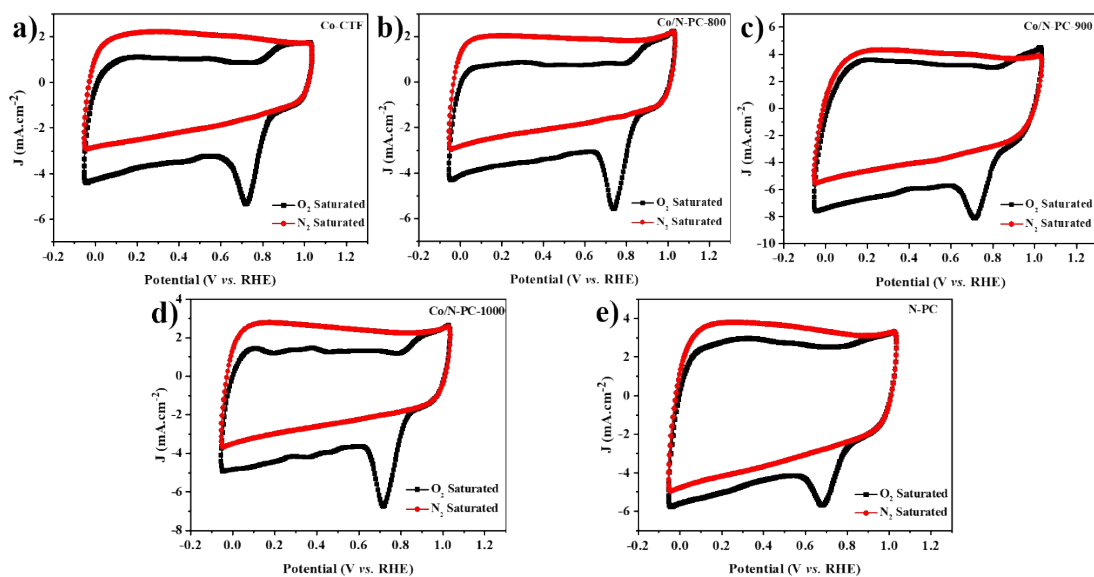 a)
Co-CTF
2
0
-2
-4
-6
J (mA.cm⁻²)
-0.2 0.0 0.2 0.4 0.6 0.8 1.0 1.2
Potential (V vs. RHE)
O₂ Saturated
N₂ Saturated
b)
Co/N-PC-800
2
0
-2
-4
-6
J (mA.cm⁻²)
-0.2 0.0 0.2 0.4 0.6 0.8 1.0 1.2
Potential (V vs. RHE)
O₂ Saturated
N₂ Saturated
c)
Co/N-PC-900
6
4
2
0
-2
-4
-6
-8
-10
J (mA.cm⁻²)
-0.2 0.0 0.2 0.4 0.6 0.8 1.0 1.2
Potential (V vs. RHE)
O₂ Saturated
N₂ Saturated
d)
Co/N-PC-1000
4
2
0
-2
-4
-6
-8
J (mA.cm⁻²)
-0.2 0.0 0.2 0.4 0.6 0.8 1.0 1.2
Potential (V vs. RHE)
O₂ Saturated
N₂ Saturated
e)
N-PC
4
2
0
-2
-4
-6
J (mA.cm⁻²)
0.0 0.2 0.4 0.6 0.8 1.0 1.2
Potential (V vs. RHE)
O₂ Saturated
N₂ Saturated